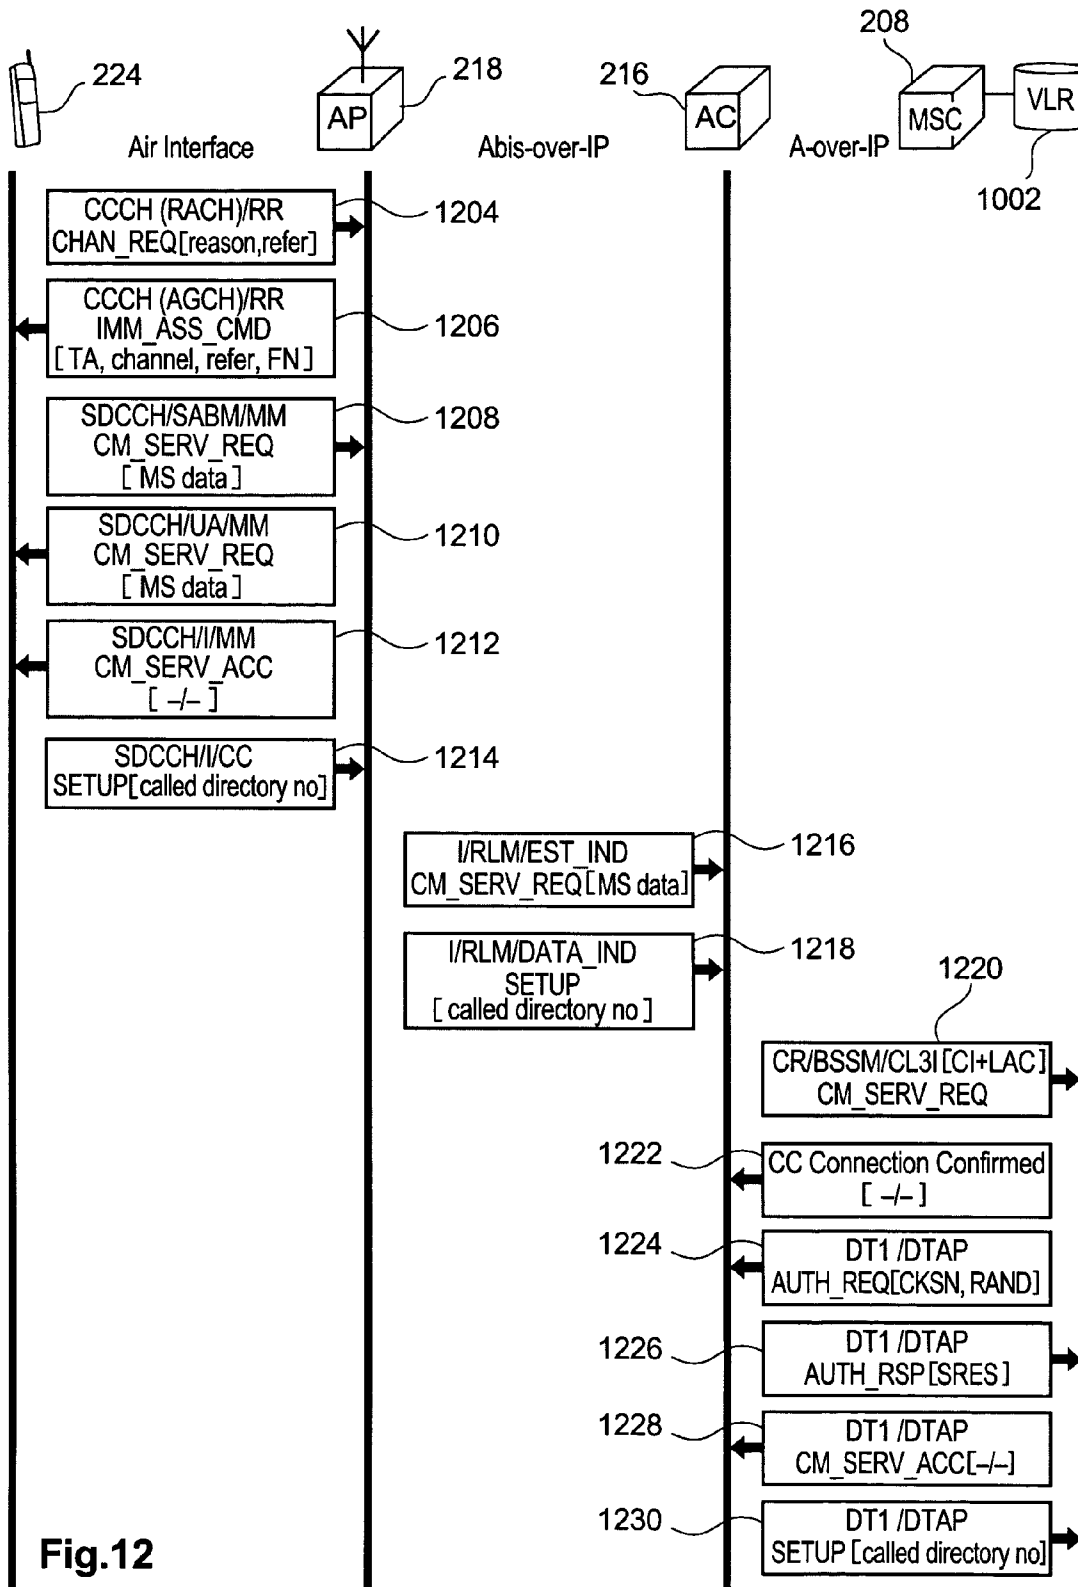 224
AP
218
216
AC
208
MSC
VLR
1002
Air Interface
Abis-over-IP
A-over-IP
CCCH (RACH)/RR
CHAN_REQ[reason,refer]
1204
CCCH (AGCH)/RR
IMM_ASS_CMD
[ TA, channel, refer, FN ]
1206
SDCCH/SABM/MM
CM_SERV_REQ
[ MS data ]
1208
SDCCH/UA/MM
CM_SERV_REQ
[ MS data ]
1210
SDCCH/I/MM
CM_SERV_ACC
[ –/– ]
1212
SDCCH/I/CC
SETUP[called directory no]
1214
I/RLM/EST_IND
CM_SERV_REQ[MS data]
1216
I/RLM/DATA_IND
SETUP
[ called directory no ]
1218
1220
CR/BSSM/CL3I[CI+LAC]
CM_SERV_REQ
1222
CC Connection Confirmed
[ –/– ]
1224
DT1 /DTAP
AUTH_REQ[CKSN, RAND]
1226
DT1 /DTAP
AUTH_RSP[SRES]
1228
DT1 /DTAP
CM_SERV_ACC[–/–]
1230
DT1 /DTAP
SETUP [called directory no]
Fig.12